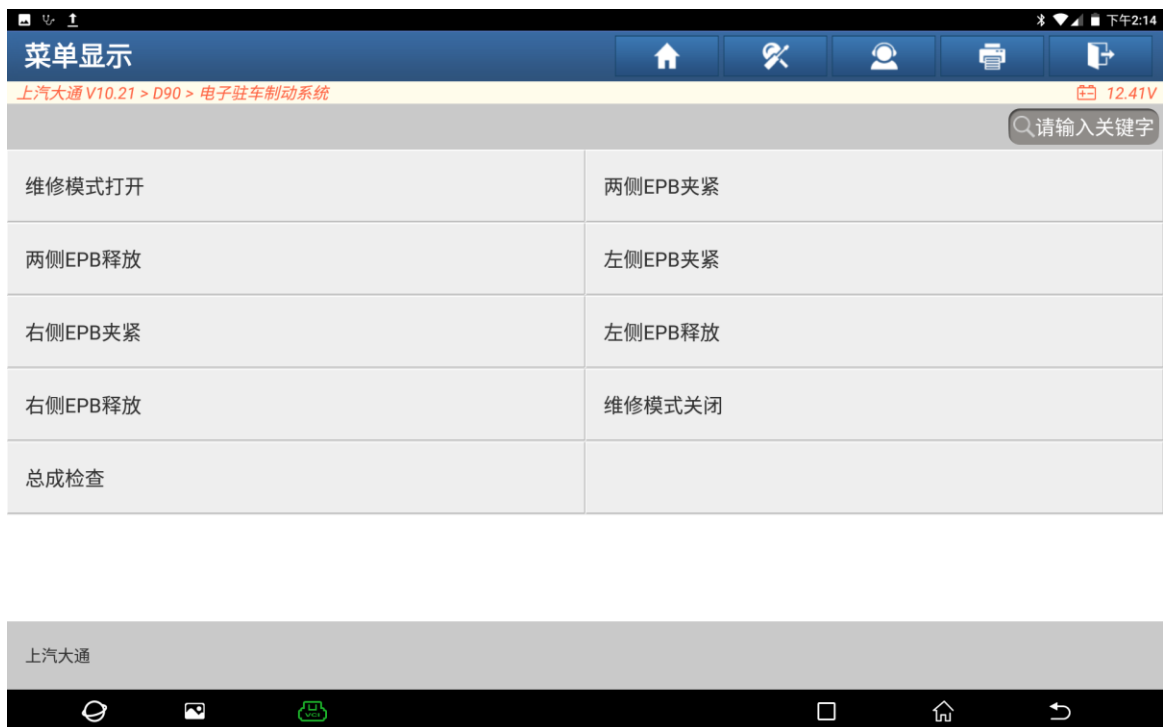 下午2:14
菜单显示
上汽大通 V10.21 > D90 > 电子驻车制动系统
12.41V
请输入关键字
维修模式打开
两侧EPB夹紧
两侧EPB释放
左侧EPB夹紧
右侧EPB夹紧
左侧EPB释放
右侧EPB释放
维修模式关闭
总成检查
上汽大通
VCI